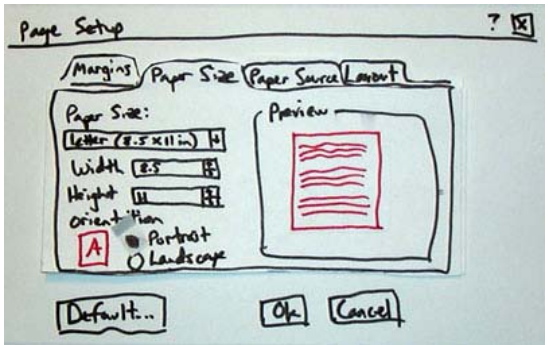 Page Setup ? X
Margins Paper Size Paper Source Layout
Paper Size: Preview
Letter (8.5 x 11 in)
Width 8.5
Height 11
Orientation
A Portrait
Landscape
Default... Ok Cancel